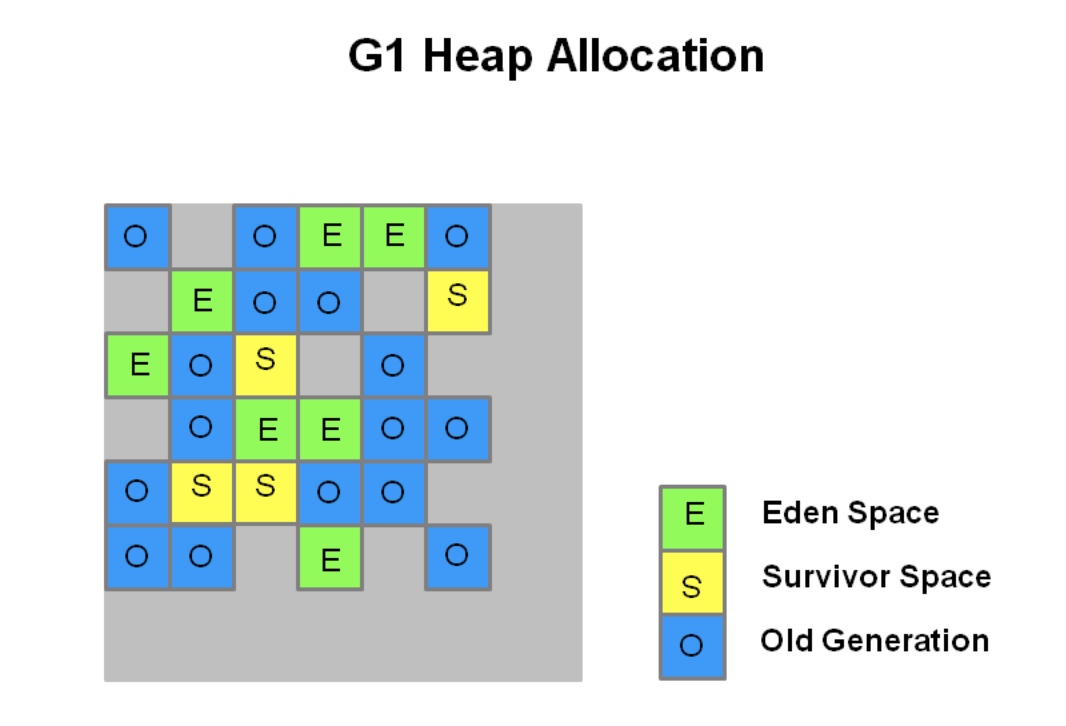 G1 Heap Allocation
O O E E O
E O O S
E O S O
O E E O O
O S S O O
O O E O
E Eden Space
S Survivor Space
O Old Generation